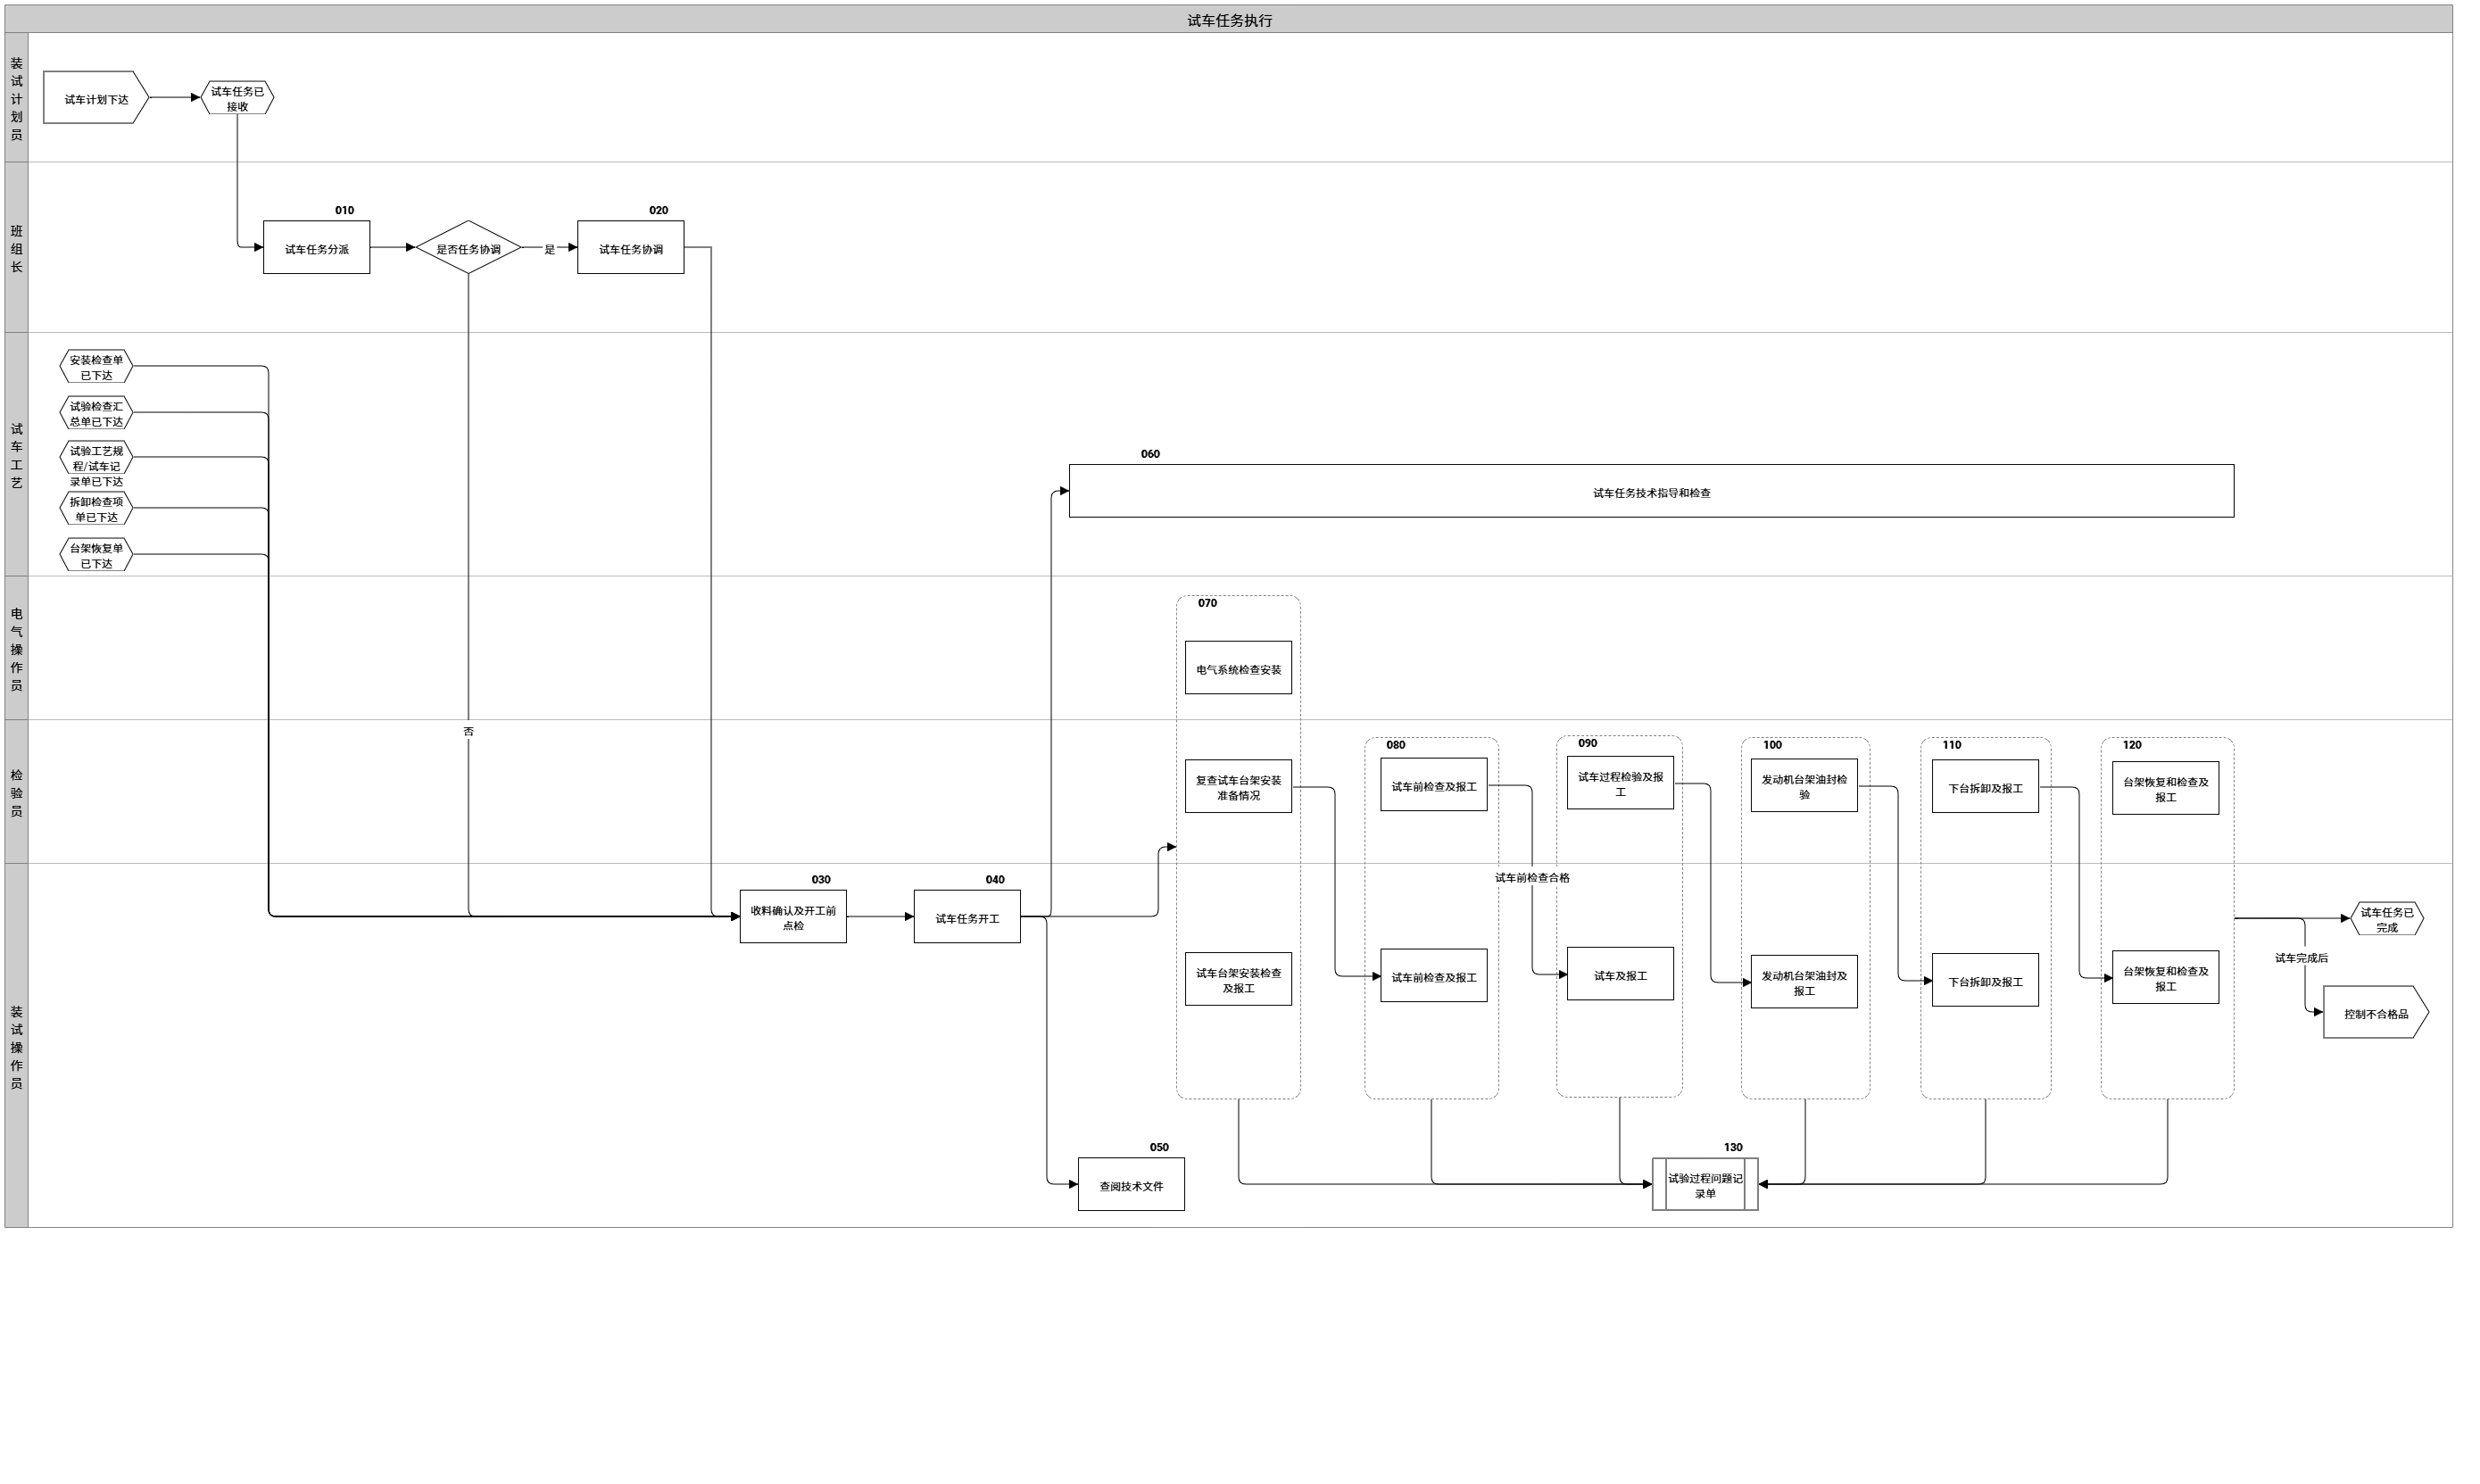 试车任务执行
装试计划员
试车计划下达
试车任务已
接收
班组长
010
试车任务分派
是否任务协调
是
020
试车任务协调
试车工艺
安装检查单
已下达
试验检查汇
总单已下达
试验工艺规
程/试车记
录单已下达
拆卸检查项
单已下达
台架恢复单
已下达
060
试车任务技术指导和检查
电气操作员
070
电气系统检查安装
检验员
否
复查试车台架安装
准备情况
080
试车前检查及报工
090
试车过程检验及报
工
100
发动机台架油封检
验
110
下台拆卸及报工
120
台架恢复和检查及
报工
装试操作员
030
收料确认及开工前
点检
040
试车任务开工
试车前检查合格
试车台架安装检查
及报工
试车前检查及报工
试车及报工
发动机台架油封及
报工
下台拆卸及报工
台架恢复和检查及
报工
试车任务已
完成
试车完成后
控制不合格品
050
查阅技术文件
130
试验过程问题记
录单